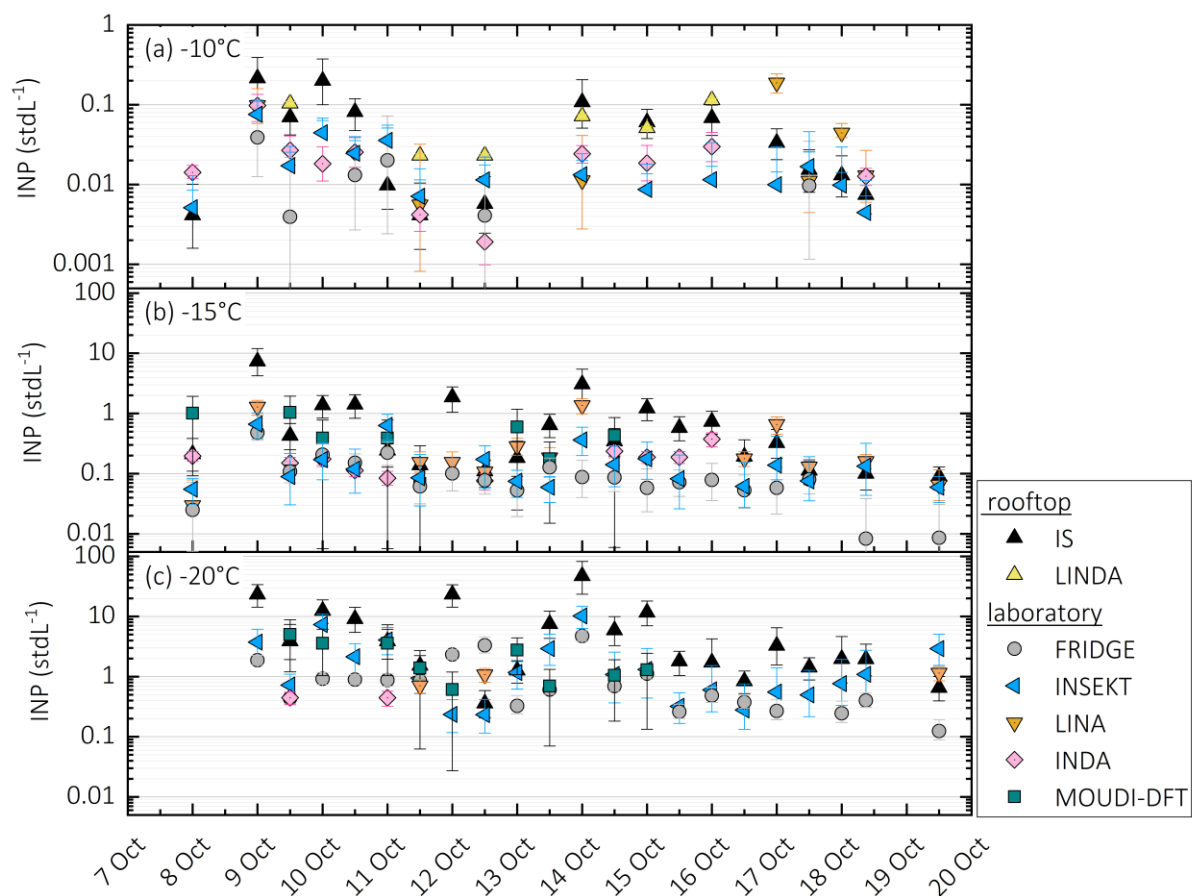 (a) -10°C
INP (stdL⁻¹)
1
0.1
0.01
0.001
(b) -15°C
INP (stdL⁻¹)
100
10
1
0.1
0.01
(c) -20°C
INP (stdL⁻¹)
100
10
1
0.1
0.01
7 Oct
8 Oct
9 Oct
10 Oct
11 Oct
12 Oct
13 Oct
14 Oct
15 Oct
16 Oct
17 Oct
18 Oct
19 Oct
20 Oct
rooftop
IS
LINDA
laboratory
FRIDGE
INSEKT
LINA
INDA
MOUDI-DFT